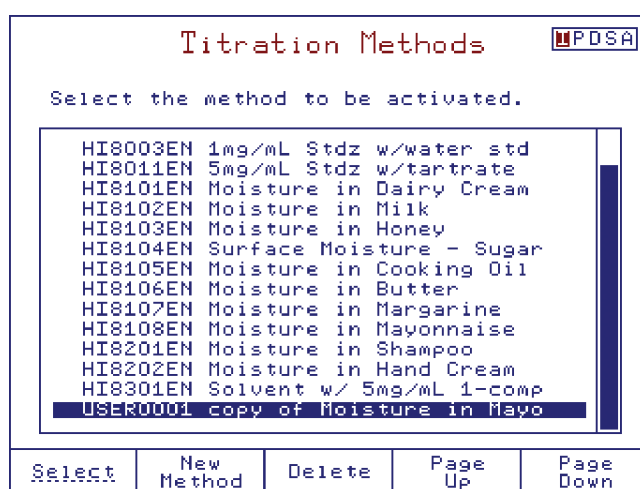 Titration Methods
UPDSA
Select the method to be activated.
HI8003EN 1mg/mL Stdz w/water std
HI8011EN 5mg/mL Stdz w/tartrate
HI8101EN Moisture in Dairy Cream
HI8102EN Moisture in Milk
HI8103EN Moisture in Honey
HI8104EN Surface Moisture - Sugar
HI8105EN Moisture in Cooking Oil
HI8106EN Moisture in Butter
HI8107EN Moisture in Margarine
HI8108EN Moisture in Mayonnaise
HI8201EN Moisture in Shampoo
HI8202EN Moisture in Hand Cream
HI8301EN Solvent w/ 5mg/mL 1-comp
USER0001 copy of Moisture in Mayo
Select
New
Method
Delete
Page
Up
Page
Down